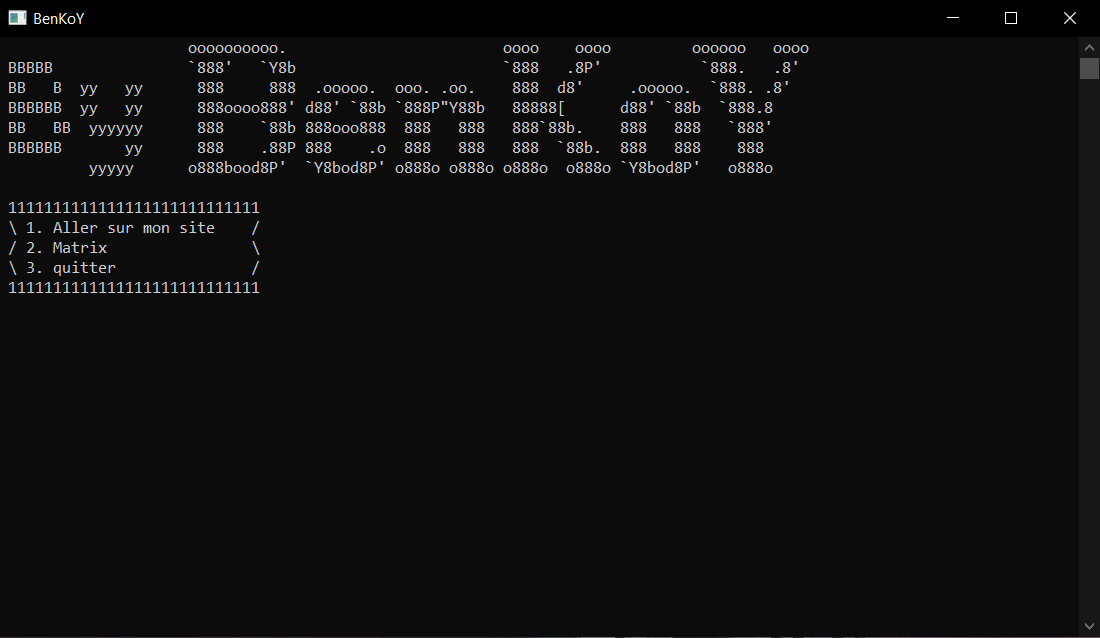 BenKoY
                    oooooooooo.                        oooo    oooo         oooooo   oooo
BBBBB               `888'   `Y8b                       `888   .8P'           `888.   .8'
BB   B  yy   yy      888     888  .ooooo.  ooo. .oo.    888  d8'     .ooooo.  `888. .8'
BBBBBB  yy   yy      888oooo888' d88' `88b `888P"Y88b   88888[      d88' `88b  `888.8
BB   BB  yyyyyy      888    `88b 888ooo888  888   888   888`88b.    888   888   `888'
BBBBBB       yy      888    .88P 888    .o  888   888   888  `88b.  888   888    888
         yyyyy      o888bood8P'  `Y8bod8P' o888o o888o o888o  o888o `Y8bod8P'   o888o
1111111111111111111111111111
\ 1. Aller sur mon site    /
/ 2. Matrix                \
\ 3. quitter               /
1111111111111111111111111111